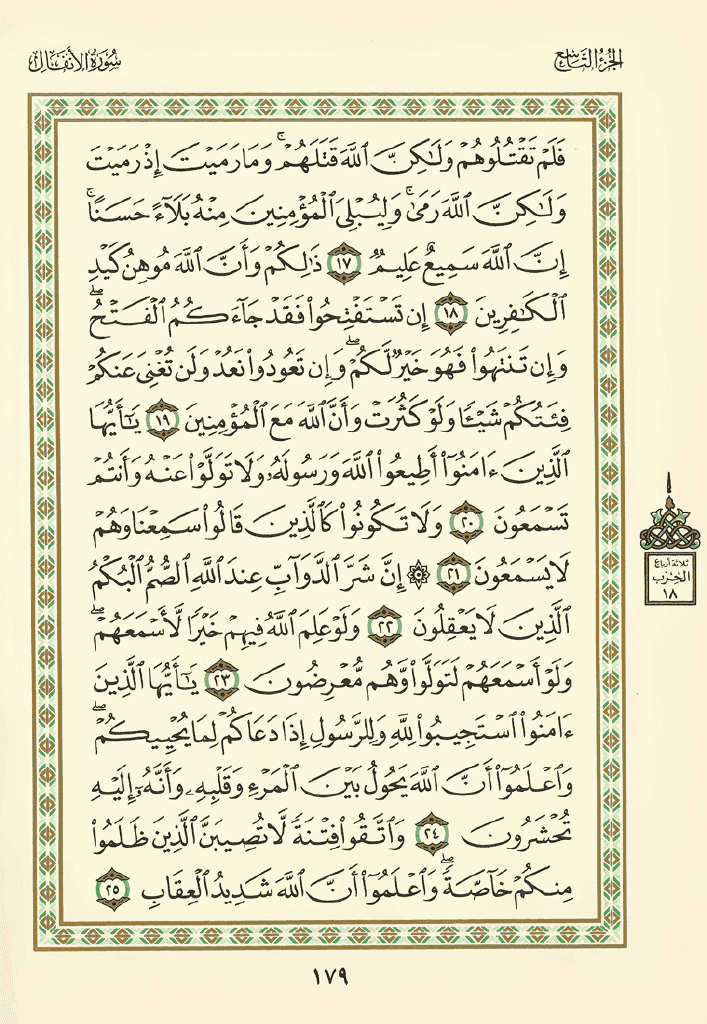 الجزء التاسع
سورة الأنفال
فَلَمْ تَقْتُلُوهُمْ وَلَٰكِنَّ ٱللَّهَ قَتَلَهُمْ ۚ وَمَا رَمَيْتَ إِذْ رَمَيْتَ
وَلَٰكِنَّ ٱللَّهَ رَمَىٰ ۚ وَلِيُبْلِىَ ٱلْمُؤْمِنِينَ مِنْهُ بَلَآءً حَسَنًا ۚ
إِنَّ ٱللَّهَ سَمِيعٌ عَلِيمٌ ١٧ ذَٰلِكُمْ وَأَنَّ ٱللَّهَ مُوهِنُ كَيْدِ
ٱلْكَٰفِرِينَ ١٨ إِن تَسْتَفْتِحُوا۟ فَقَدْ جَآءَكُمُ ٱلْفَتْحُ ۖ
وَإِن تَنتَهُوا۟ فَهُوَ خَيْرٌ لَّكُمْ ۖ وَإِن تَعُودُوا۟ نَعُدْ وَلَن تُغْنِىَ عَنكُمْ
فِئَتُكُمْ شَيْـًٔا وَلَوْ كَثُرَتْ وَأَنَّ ٱللَّهَ مَعَ ٱلْمُؤْمِنِينَ ١٩ يَٰٓأَيُّهَا
ٱلَّذِينَ ءَامَنُوٓا۟ أَطِيعُوا۟ ٱللَّهَ وَرَسُولَهُۥ وَلَا تَوَلَّوْا۟ عَنْهُ وَأَنتُمْ
تَسْمَعُونَ ٢٠ وَلَا تَكُونُوا۟ كَٱلَّذِينَ قَالُوا۟ سَمِعْنَا وَهُمْ
لَا يَسْمَعُونَ ٢١ ۞ إِنَّ شَرَّ ٱلدَّوَآبِّ عِندَ ٱللَّهِ ٱلصُّمُّ ٱلْبُكْمُ
ٱلَّذِينَ لَا يَعْقِلُونَ ٢٢ وَلَوْ عَلِمَ ٱللَّهُ فِيهِمْ خَيْرًا لَّأَسْمَعَهُمْ ۖ
وَلَوْ أَسْمَعَهُمْ لَتَوَلَّوا۟ وَّهُم مُّعْرِضُونَ ٢٣ يَٰٓأَيُّهَا ٱلَّذِينَ
ءَامَنُوا۟ ٱسْتَجِيبُوا۟ لِلَّهِ وَلِلرَّسُولِ إِذَا دَعَاكُمْ لِمَا يُحْيِيكُمْ ۖ
وَٱعْلَمُوٓا۟ أَنَّ ٱللَّهَ يَحُولُ بَيْنَ ٱلْمَرْءِ وَقَلْبِهِۦ وَأَنَّهُۥٓ إِلَيْهِ
تُحْشَرُونَ ٢٤ وَٱتَّقُوا۟ فِتْنَةً لَّا تُصِيبَنَّ ٱلَّذِينَ ظَلَمُوا۟
مِنكُمْ خَآصَّةً ۖ وَٱعْلَمُوٓا۟ أَنَّ ٱللَّهَ شَدِيدُ ٱلْعِقَابِ ٢٥
ثلاثة أرباع
الحزب
١٨
١٧٩